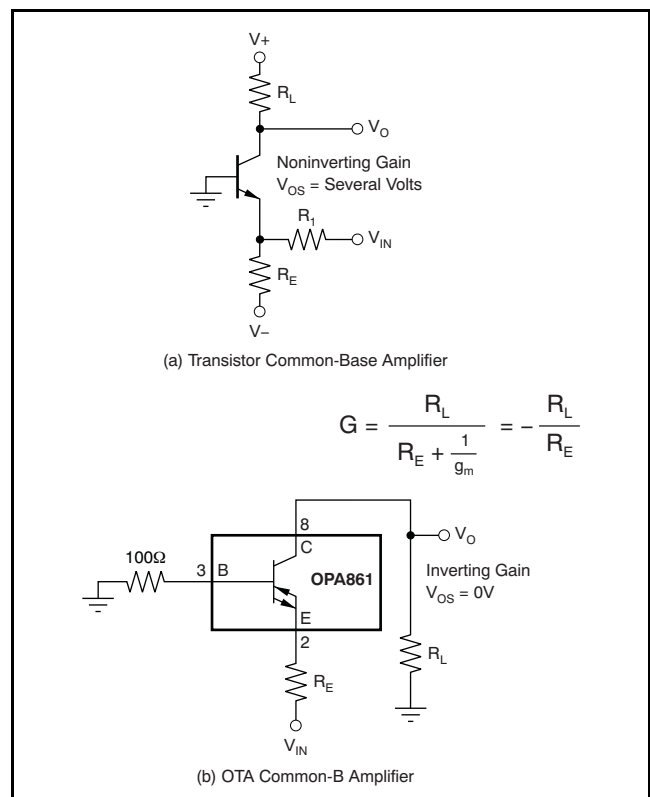 V+
R_L
V_O
Noninverting Gain
V_OS = Several Volts
R_1
V_IN
R_E
V−
(a) Transistor Common-Base Amplifier
G = R_L / (R_E + 1/g_m) = − R_L / R_E
8
V_O
C
100Ω
3 B
OPA861
Inverting Gain
V_OS = 0V
E
2
R_L
R_E
V_IN
(b) OTA Common-B Amplifier